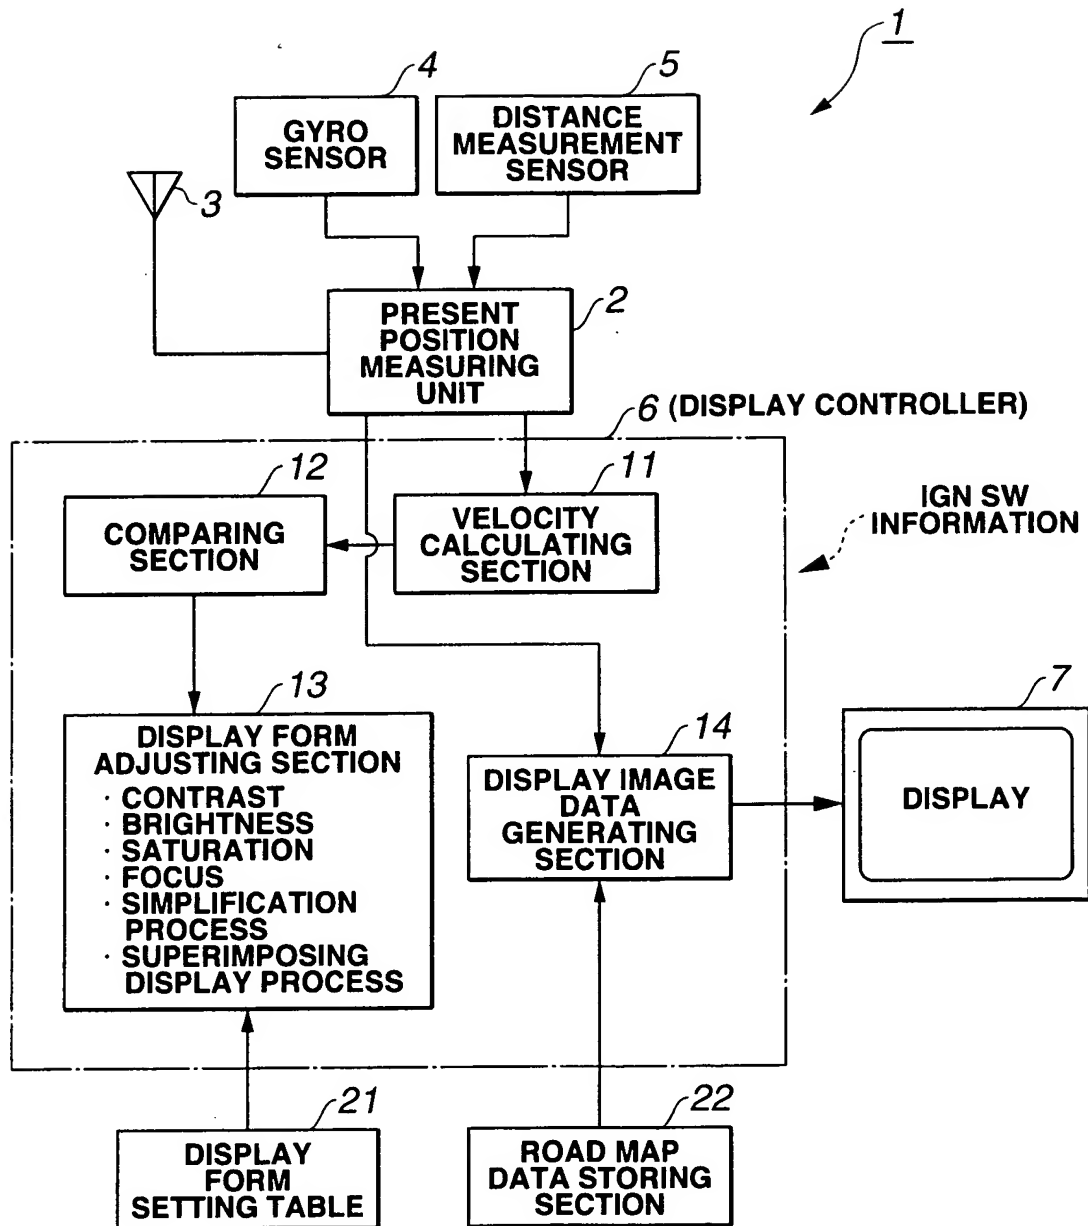 1
4
5
GYRO
SENSOR
DISTANCE
MEASUREMENT
SENSOR
3
2
PRESENT
POSITION
MEASURING
UNIT
6 (DISPLAY CONTROLLER)
12
11
COMPARING
SECTION
VELOCITY
CALCULATING
SECTION
IGN SW
INFORMATION
13
DISPLAY FORM
ADJUSTING SECTION
· CONTRAST
· BRIGHTNESS
· SATURATION
· FOCUS
· SIMPLIFICATION
PROCESS
· SUPERIMPOSING
DISPLAY PROCESS
14
DISPLAY IMAGE
DATA
GENERATING
SECTION
7
DISPLAY
21
DISPLAY
FORM
SETTING TABLE
22
ROAD MAP
DATA STORING
SECTION